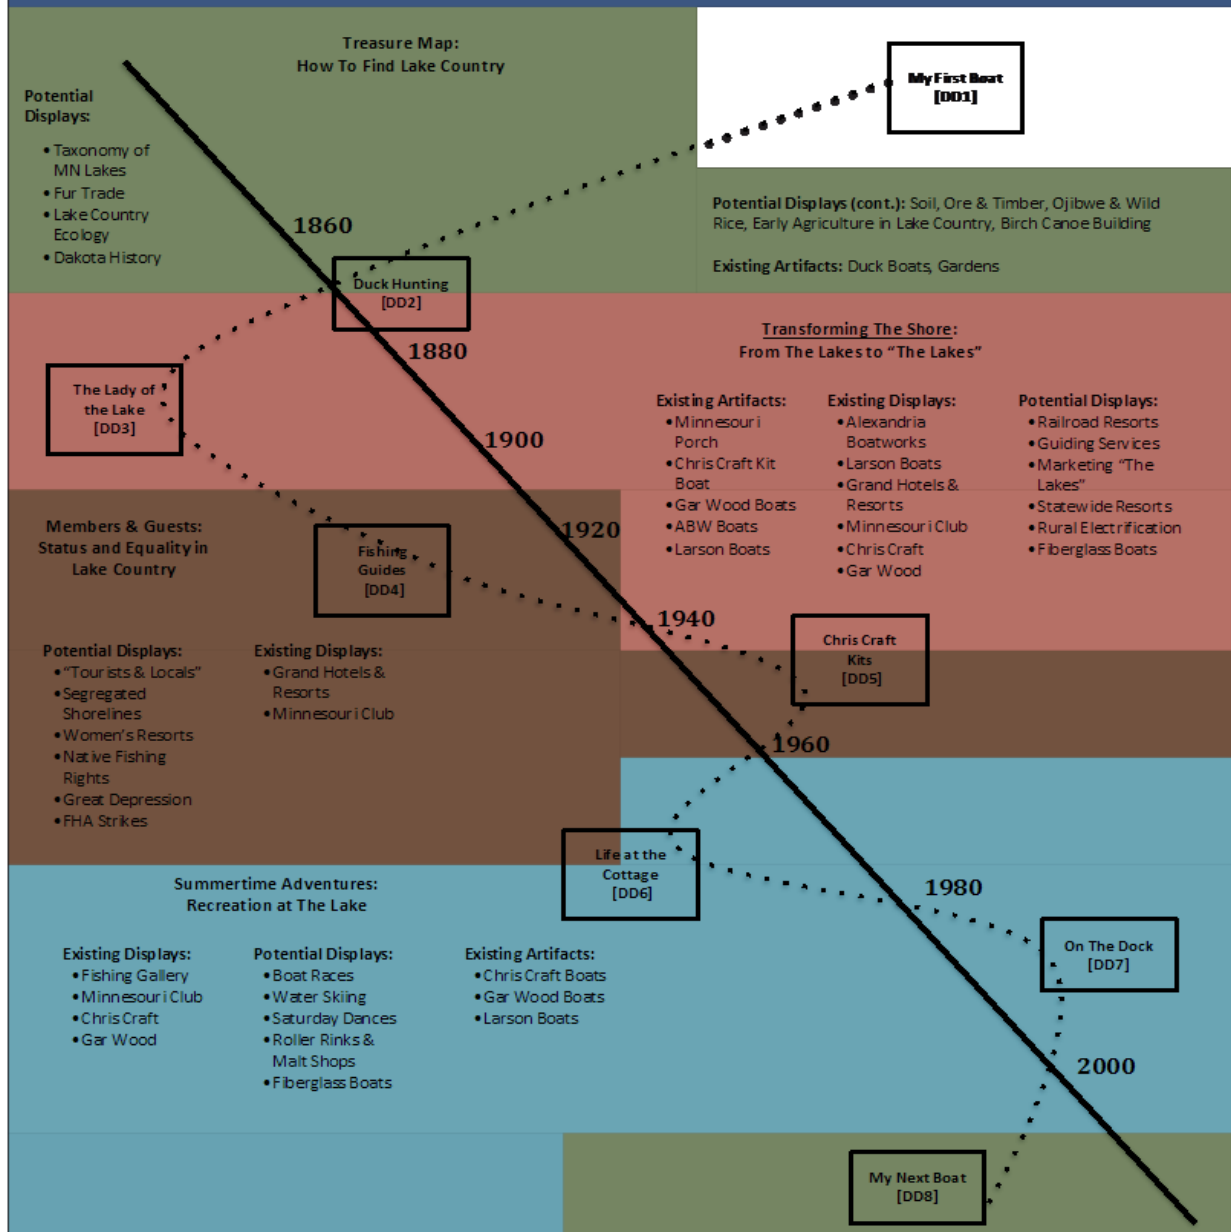 Treasure Map:
How To Find Lake Country
My First Boat
[DD1]
Potential
Displays:
• Taxonomy of
MN Lakes
• Fur Trade
• Lake Country
Ecology
• Dakota History
Potential Displays (cont.): Soil, Ore & Timber, Ojibwe & Wild
Rice, Early Agriculture in Lake Country, Birch Canoe Building
Existing Artifacts: Duck Boats, Gardens
1860
Duck Hunting
[DD2]
1880
Transforming The Shore:
From The Lakes to “The Lakes”
The Lady of
the Lake
[DD3]
Existing Artifacts:
• Minnesouri
Porch
• Chris Craft Kit
Boat
• Gar Wood Boats
• ABW Boats
• Larson Boats
Existing Displays:
• Alexandria
Boatworks
• Larson Boats
• Grand Hotels &
Resorts
• Minnesouri Club
• Chris Craft
• Gar Wood
Potential Displays:
• Railroad Resorts
• Guiding Services
• Marketing “The
Lakes”
• Statewide Resorts
• Rural Electrification
• Fiberglass Boats
1900
1920
Members & Guests:
Status and Equality in
Lake Country
Fishing
Guides
[DD4]
1940
Chris Craft
Kits
[DD5]
Potential Displays:
• “Tourists & Locals”
• Segregated
Shorelines
• Women’s Resorts
• Native Fishing
Rights
• Great Depression
• FHA Strikes
Existing Displays:
• Grand Hotels &
Resorts
• Minnesouri Club
1960
Life at the
Cottage
[DD6]
Summertime Adventures:
Recreation at The Lake
1980
On The Dock
[DD7]
Existing Displays:
• Fishing Gallery
• Minnesouri Club
• Chris Craft
• Gar Wood
Potential Displays:
• Boat Races
• Water Skiing
• Saturday Dances
• Roller Rinks &
Malt Shops
• Fiberglass Boats
Existing Artifacts:
• Chris Craft Boats
• Gar Wood Boats
• Larson Boats
2000
My Next Boat
[DD8]